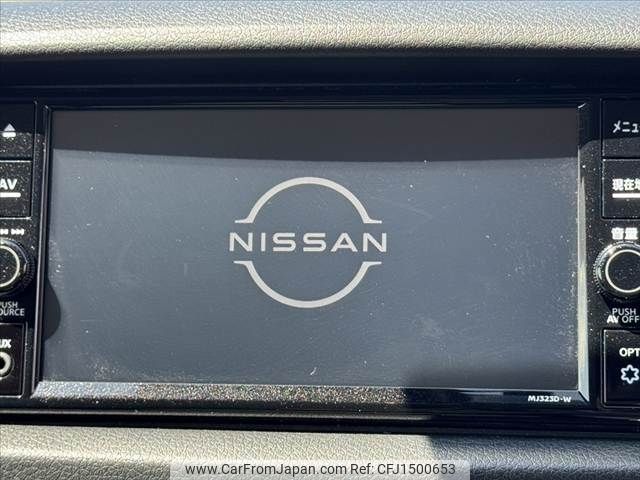 メニュ
AV
現在地
NISSAN
音量
PUSH
SOURCE
PUSH
AV OFF
UX
OPT
MJ323D-W
www.CarFromJapan.com ref.ID: CFJ1500653